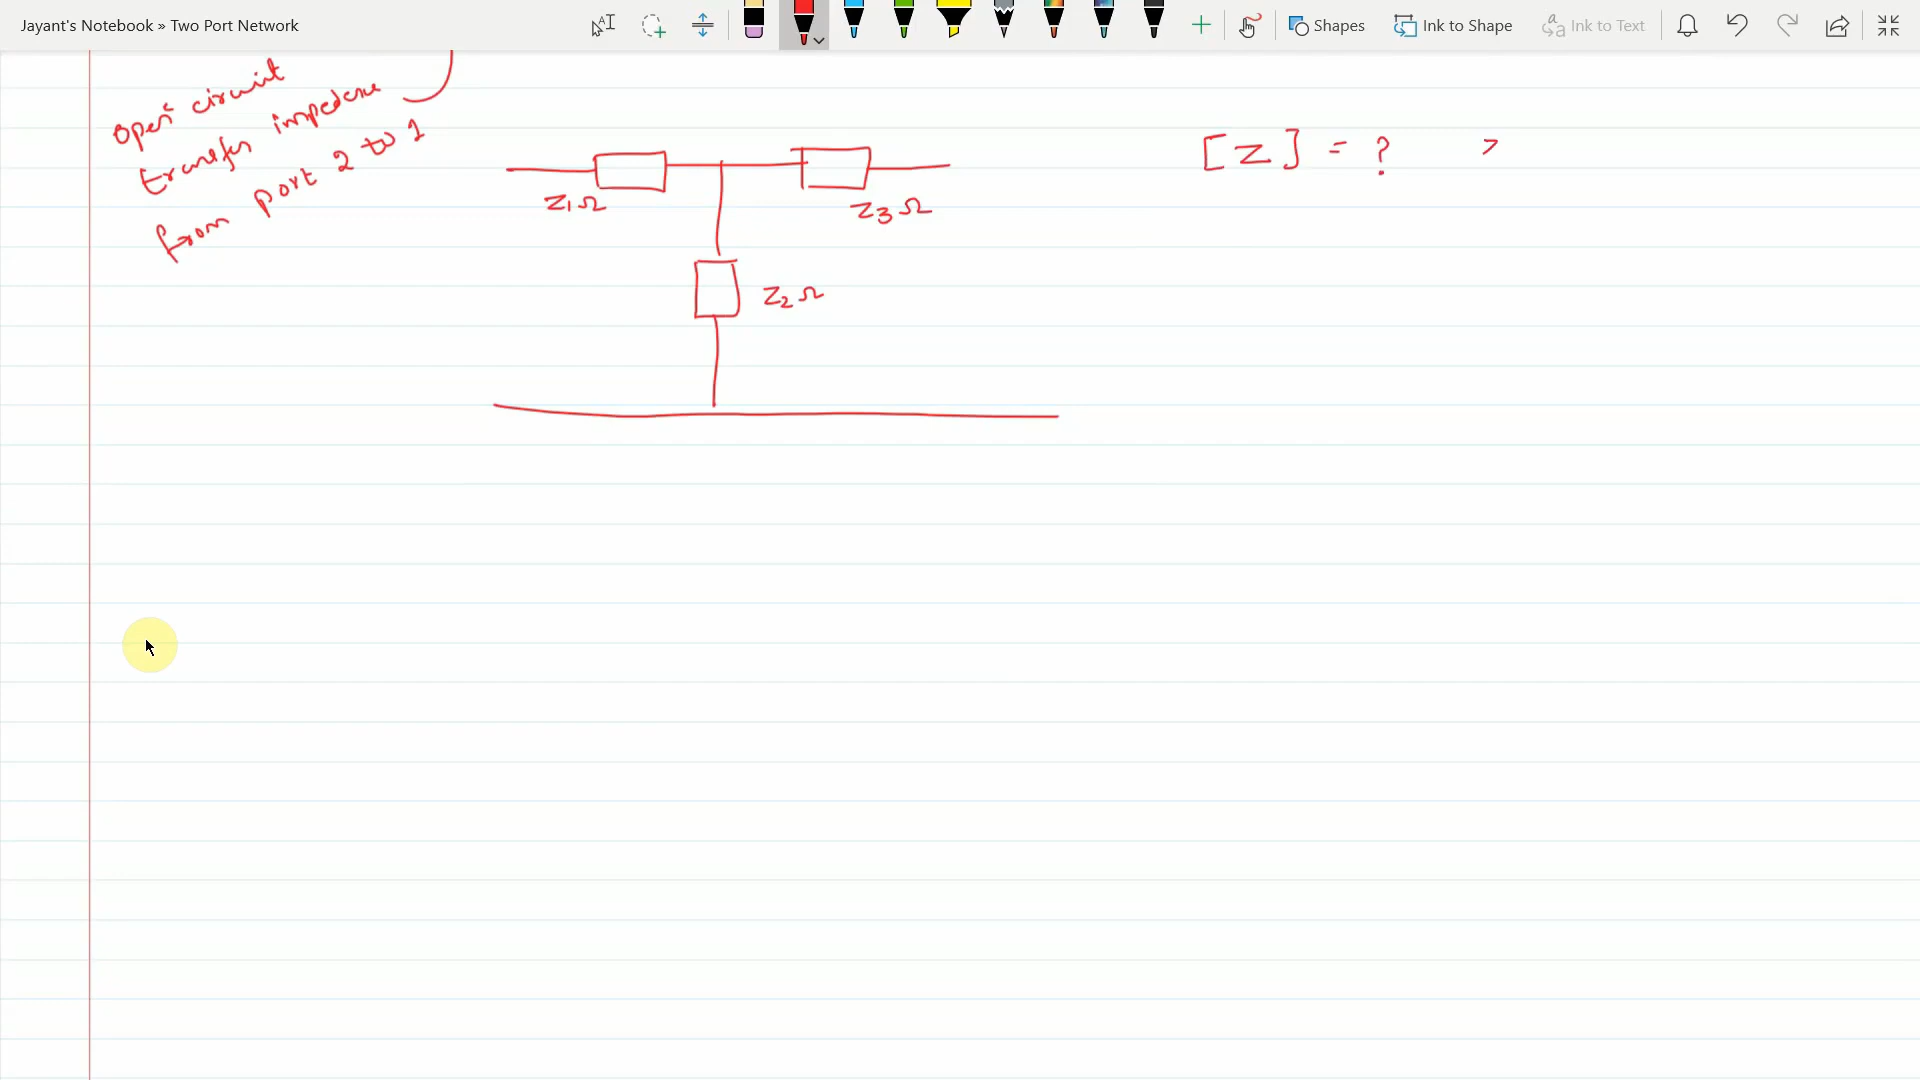 Jayant's Notebook » Two Port Network
Shapes
Ink to Shape
Ink to Text
Open circuit
transfer impedance
from port 2 to 1
Z1 Ω
Z3 Ω
Z2 Ω
[Z] = ?